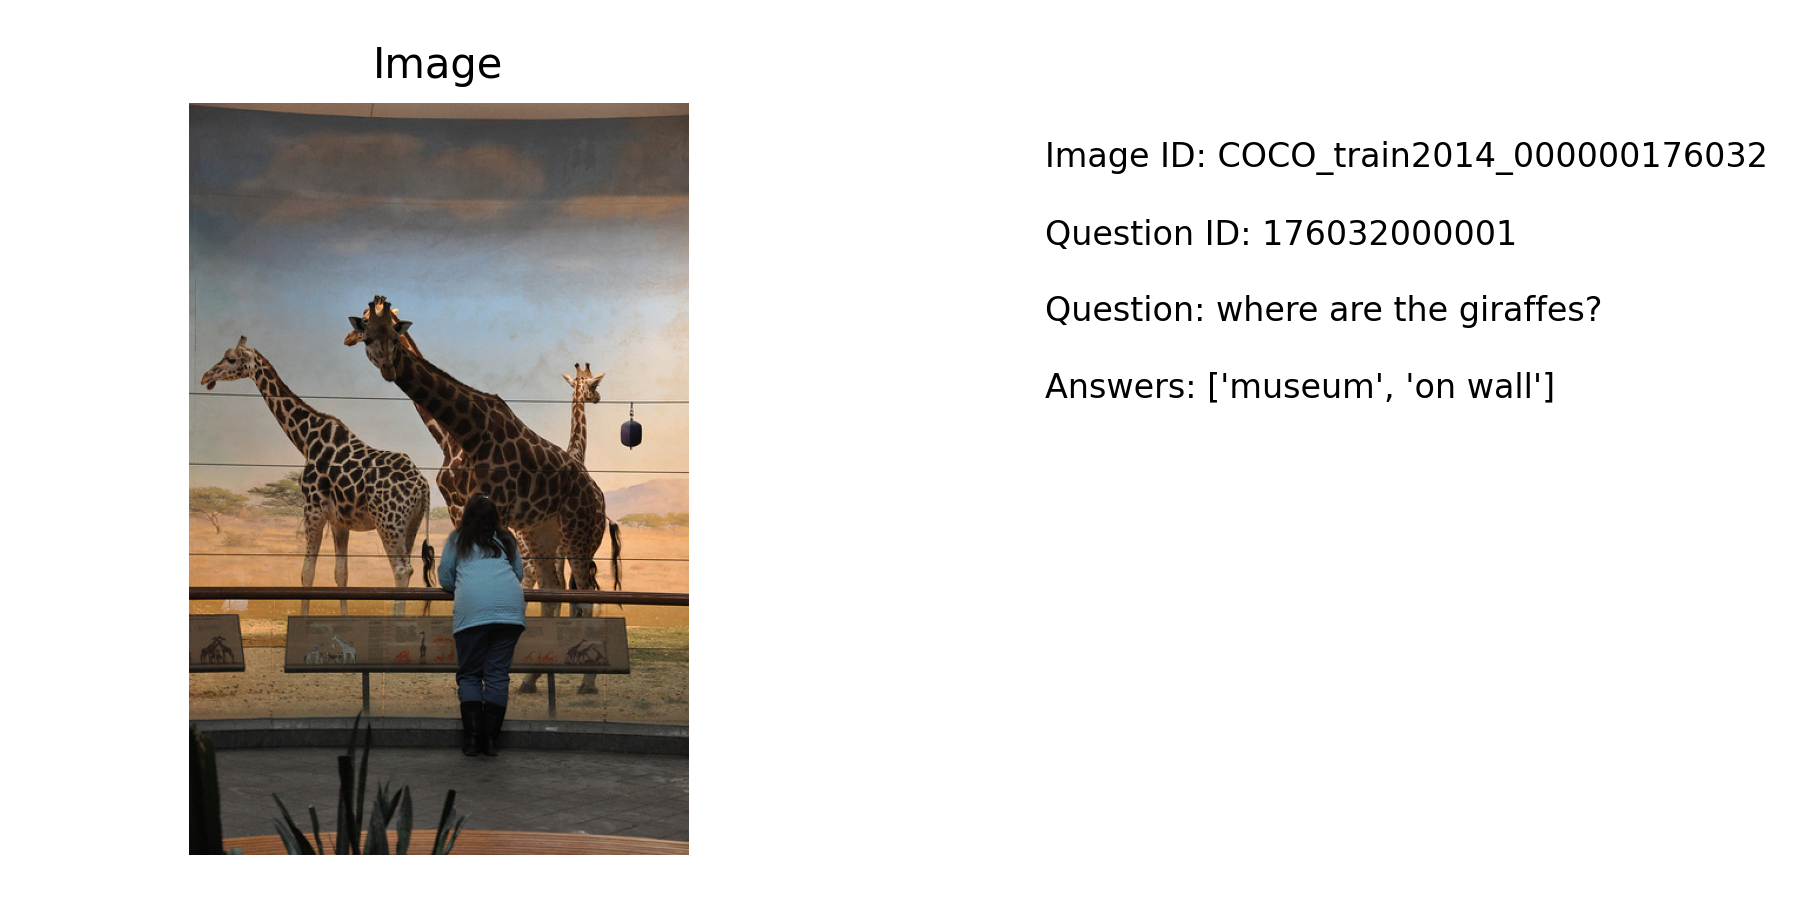 Image
Image ID: COCO_train2014_000000176032
Question ID: 176032000001
Question: where are the giraffes?
Answers: ['museum', 'on wall']